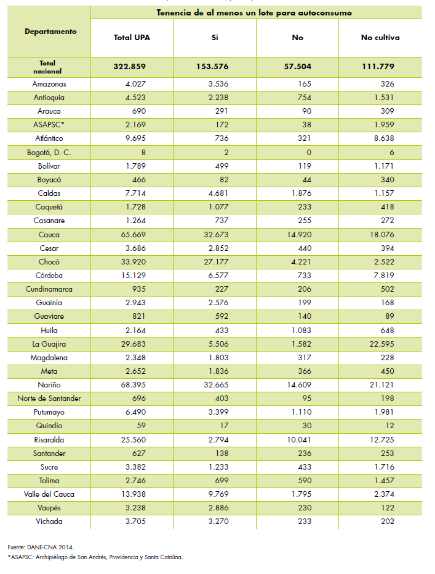 Tenencia de al menos un lote para autoconsumo
Departamento Total UPA Sí No No cultiva
Total nacional 322.859 153.576 57.504 111.779
Amazonas 4.027 3.536 165 326
Antioquia 4.523 2.238 754 1.531
Arauca 690 291 90 309
ASAPSC* 2.169 172 38 1.959
Atlántico 9.695 736 321 8.638
Bogotá, D. C. 8 2 0 6
Bolívar 1.789 499 119 1.171
Boyacá 466 82 44 340
Caldas 7.714 4.681 1.876 1.157
Caquetá 1.728 1.077 233 418
Casanare 1.264 737 255 272
Cauca 65.669 32.673 14.920 18.076
Cesar 3.686 2.852 440 394
Chocó 33.920 27.177 4.221 2.522
Córdoba 15.129 6.577 733 7.819
Cundinamarca 935 227 206 502
Guainía 2.943 2.576 199 168
Guaviare 821 592 140 89
Huila 2.164 433 1.083 648
La Guajira 29.683 5.506 1.582 22.595
Magdalena 2.348 1.803 317 228
Meta 2.652 1.836 366 450
Nariño 68.395 32.665 14.609 21.121
Norte de Santander 696 403 95 198
Putumayo 6.490 3.399 1.110 1.981
Quindío 59 17 30 12
Risaralda 25.560 2.794 10.041 12.725
Santander 627 138 236 253
Sucre 3.382 1.233 433 1.716
Tolima 2.746 699 590 1.457
Valle del Cauca 13.938 9.769 1.795 2.374
Vaupés 3.238 2.886 230 122
Vichada 3.705 3.270 233 202
Fuente: DANE-CNA 2014.
*ASAPSC: Archipiélago de San Andrés, Providencia y Santa Catalina.